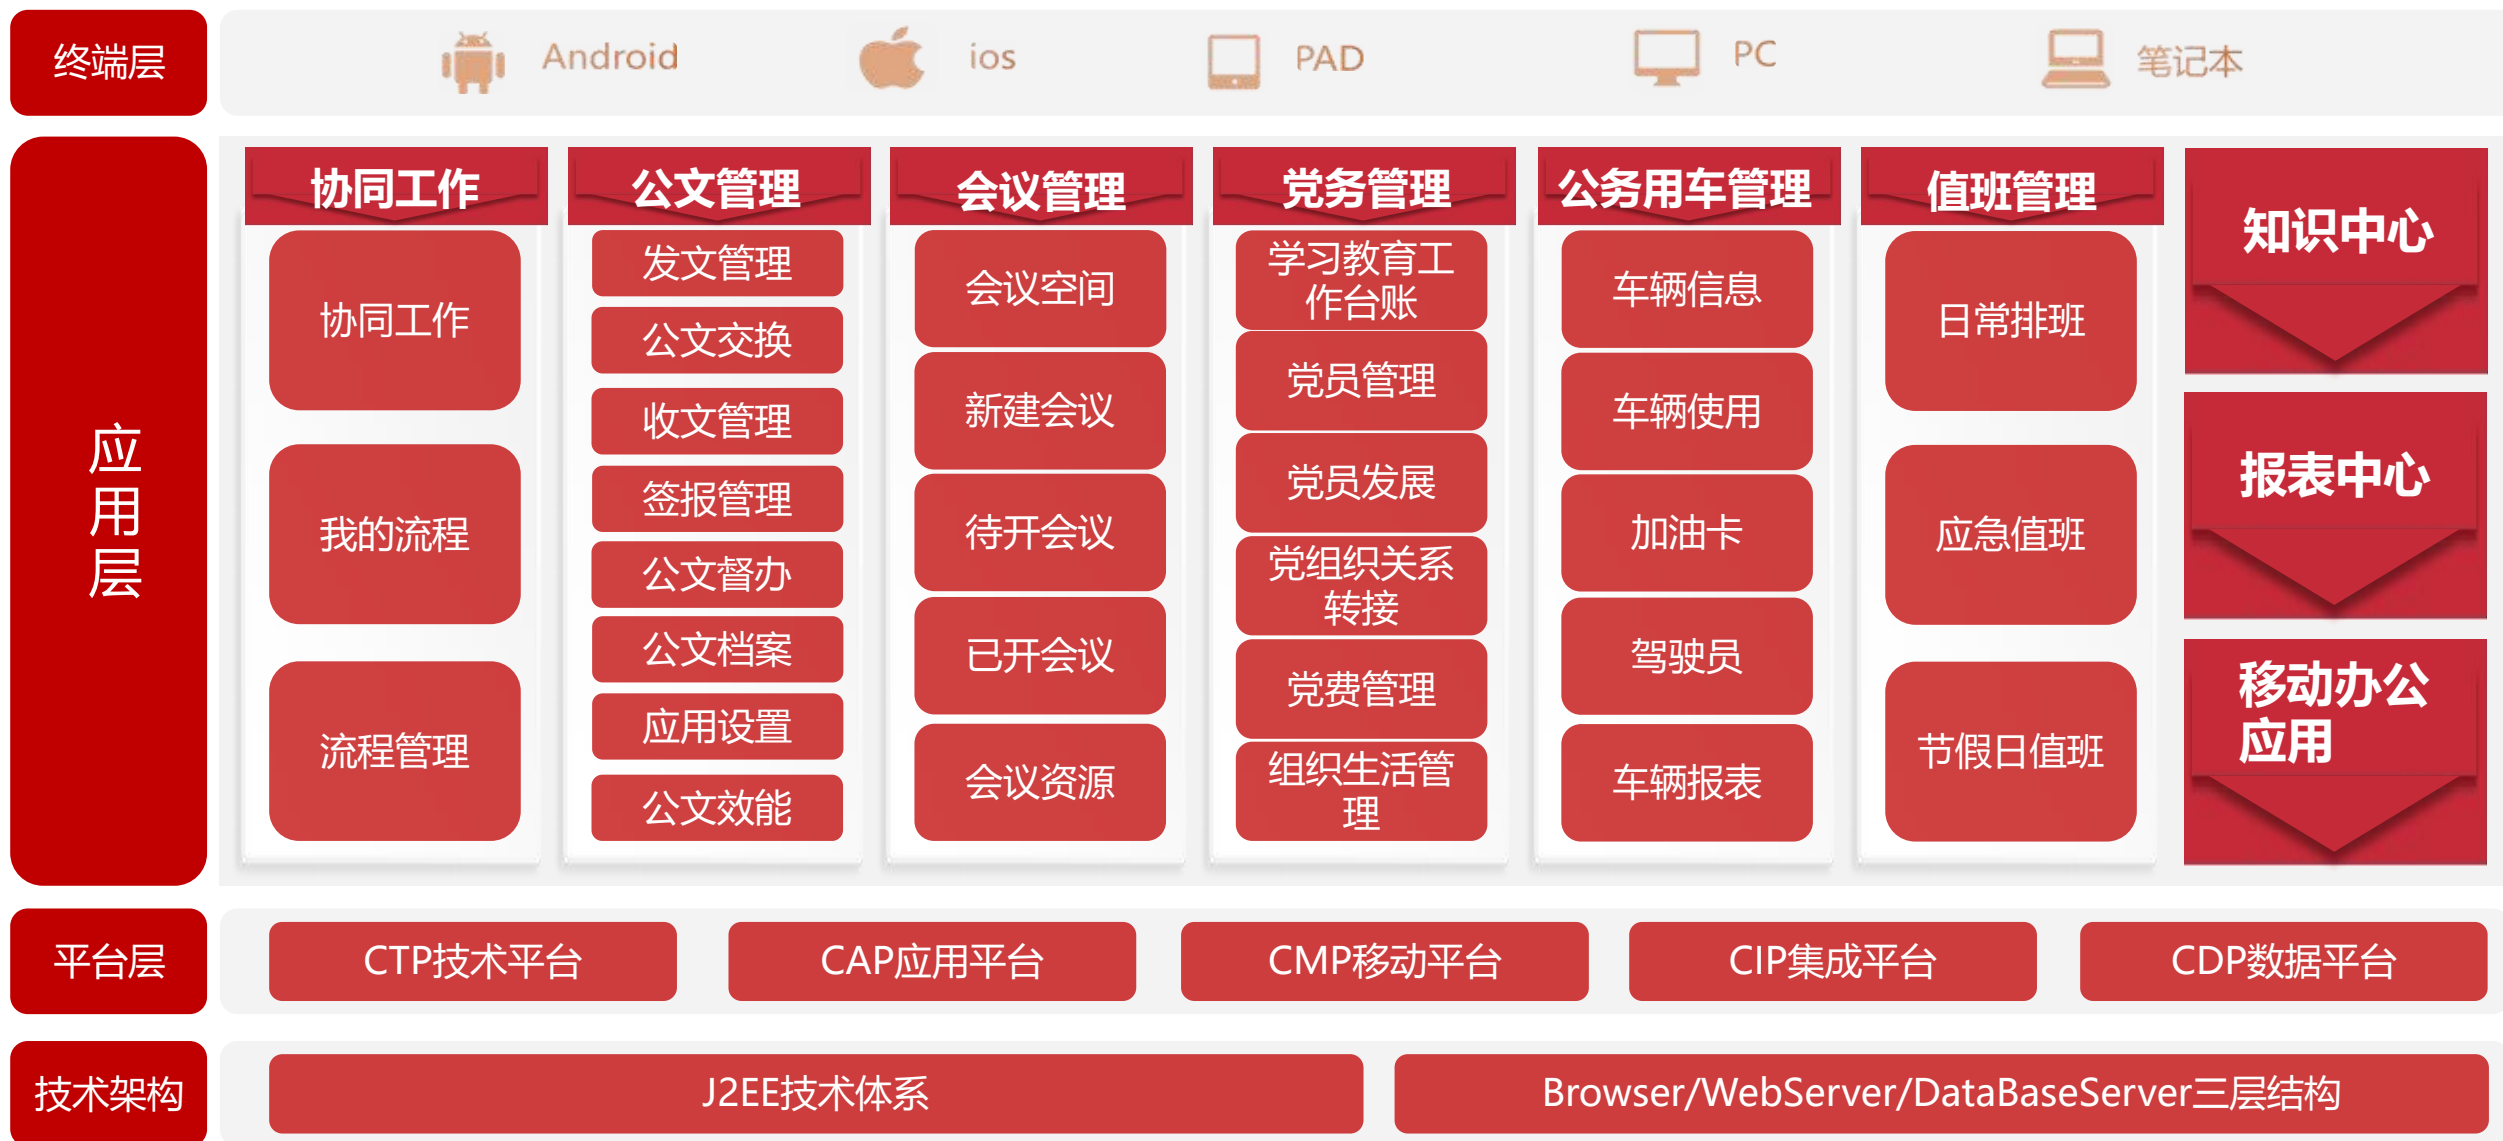 终端层
Android
ios
PAD
PC
笔记本
应
用
层
协同工作
协同工作
我的流程
流程管理
公文管理
发文管理
公文交换
收文管理
签报管理
公文督办
公文档案
应用设置
公文效能
会议管理
会议空间
新建会议
待开会议
已开会议
会议资源
党务管理
学习教育工
作台账
党员管理
党员发展
党组织关系
转接
党费管理
组织生活管
理
公务用车管理
车辆信息
车辆使用
加油卡
驾驶员
车辆报表
值班管理
日常排班
应急值班
节假日值班
知识中心
报表中心
移动办公
应用
平台层
CTP技术平台
CAP应用平台
CMP移动平台
CIP集成平台
CDP数据平台
技术架构
J2EE技术体系
Browser/WebServer/DataBaseServer三层结构